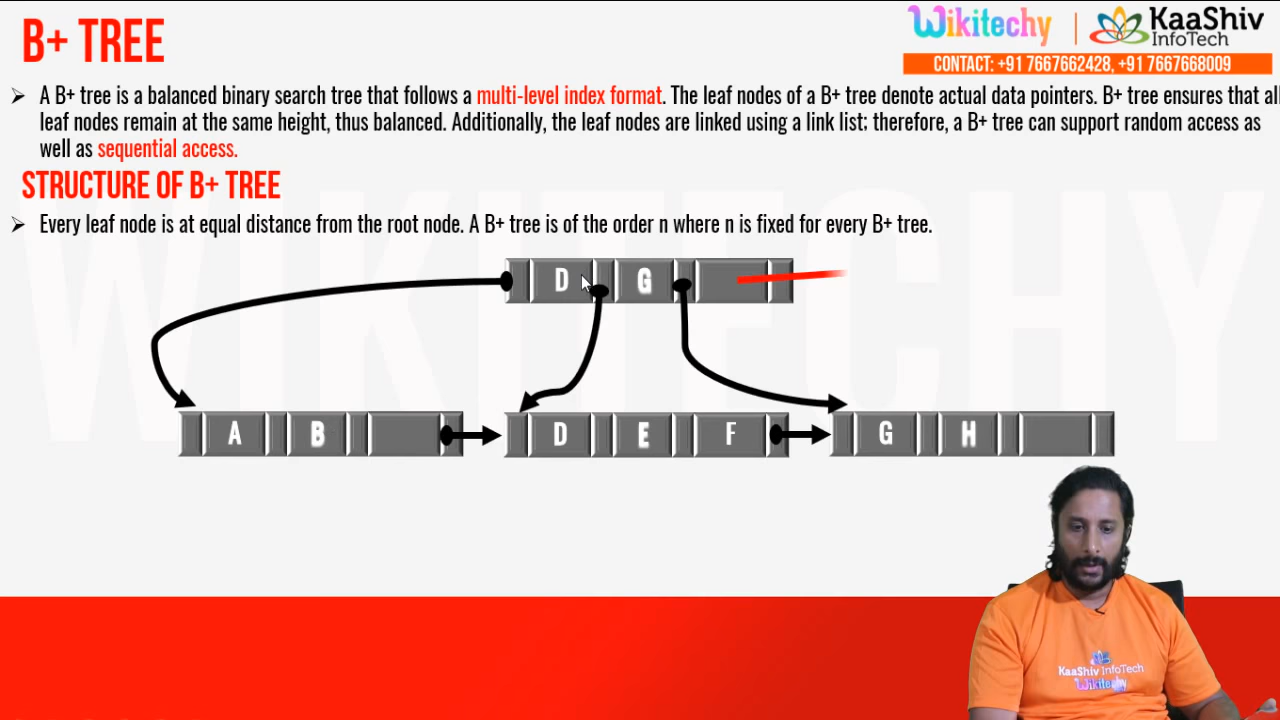 B+ TREE
Wikitechy | KaaShiv InfoTech
CONTACT: +91 7667662428, +91 7667668009
A B+ tree is a balanced binary search tree that follows a multi-level index format. The leaf nodes of a B+ tree denote actual data pointers. B+ tree ensures that all
leaf nodes remain at the same height, thus balanced. Additionally, the leaf nodes are linked using a link list; therefore, a B+ tree can support random access as
well as sequential access.
STRUCTURE OF B+ TREE
Every leaf node is at equal distance from the root node. A B+ tree is of the order n where n is fixed for every B+ tree.
WIKITECHY
D G
A B D E F G H
KaaShiv InfoTech
Wikitechy